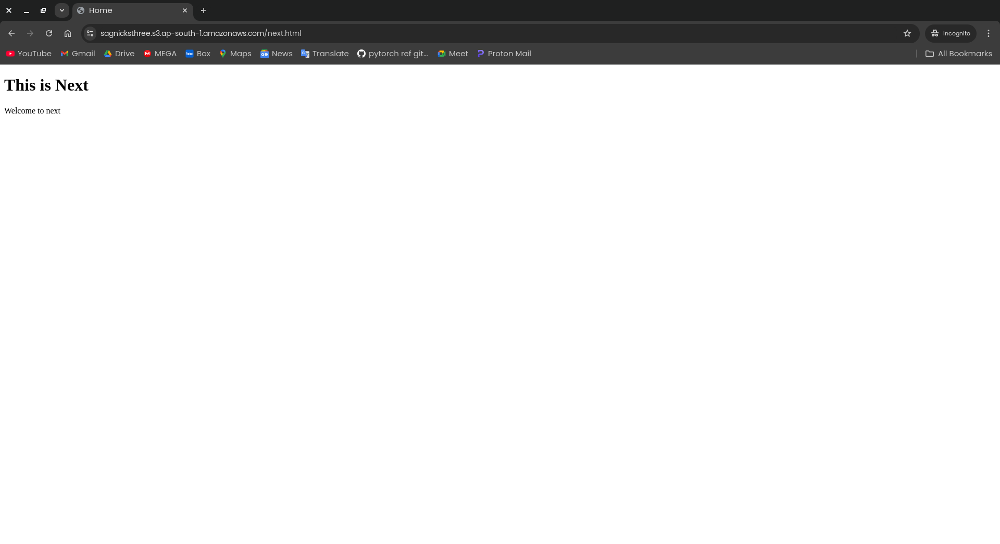 Home
sagnicksthree.s3.ap-south-1.amazonaws.com/next.html
Incognito
YouTube Gmail Drive MEGA Box Maps News Translate pytorch ref git... Meet Proton Mail All Bookmarks
This is Next
Welcome to next